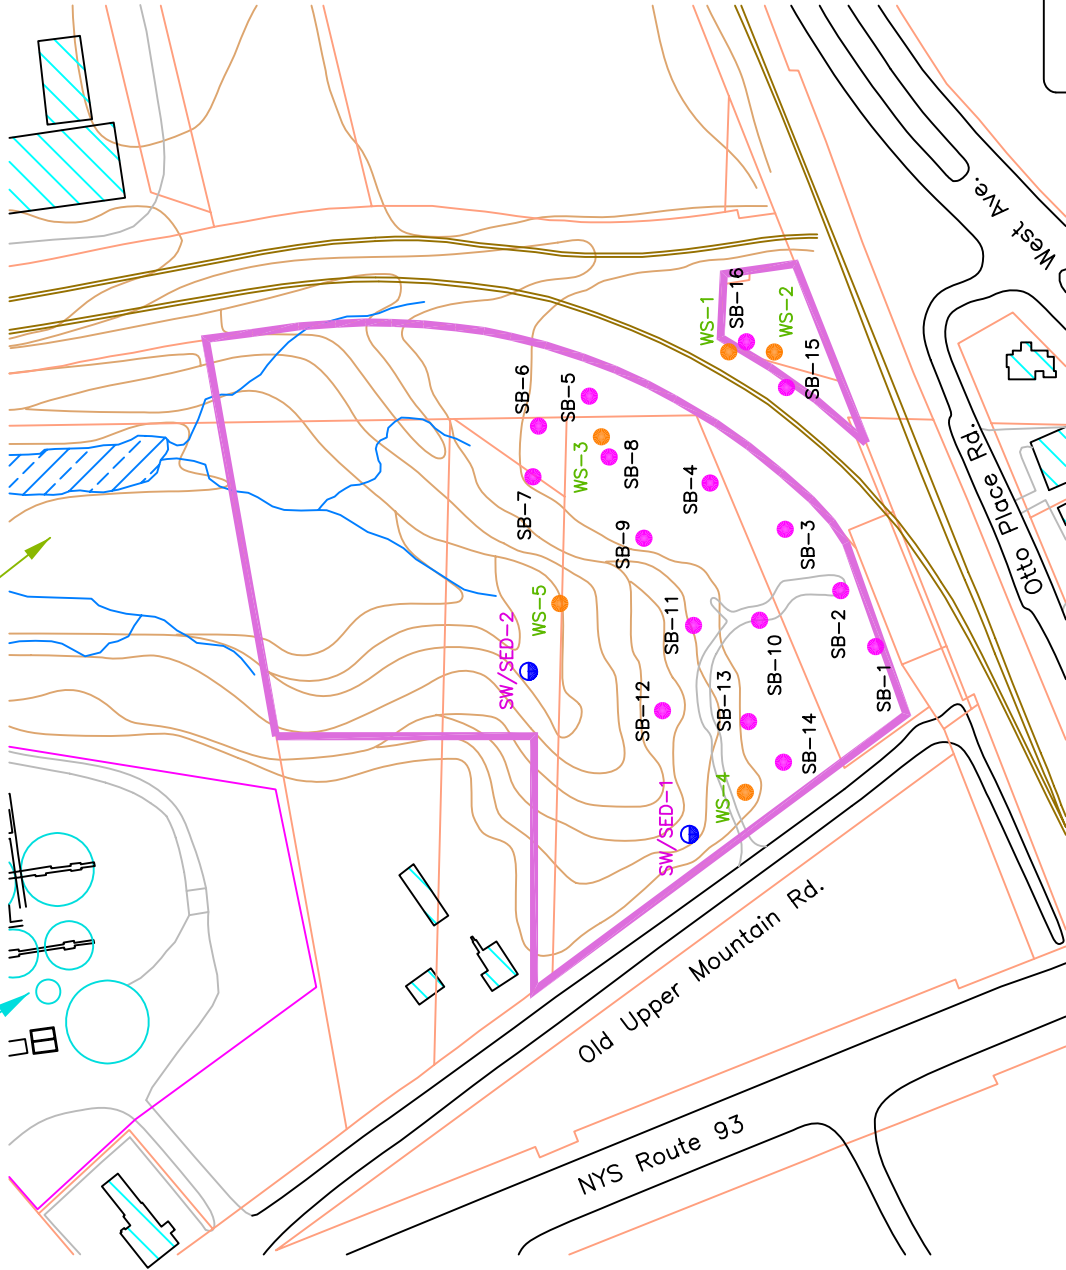 West Ave.
SB-16
WS-1
WS-2
SB-15
SB-6
SB-5
WS-3
SB-8
SB-4
SB-7
SB-9
SB-3
Otto Place Rd.
WS-5
SB-11
SB-2
SW/SED-2
SB-10
SB-1
SB-12
SB-13
SB-14
WS-4
SW/SED-1
Old Upper Mountain Rd.
NYS Route 93